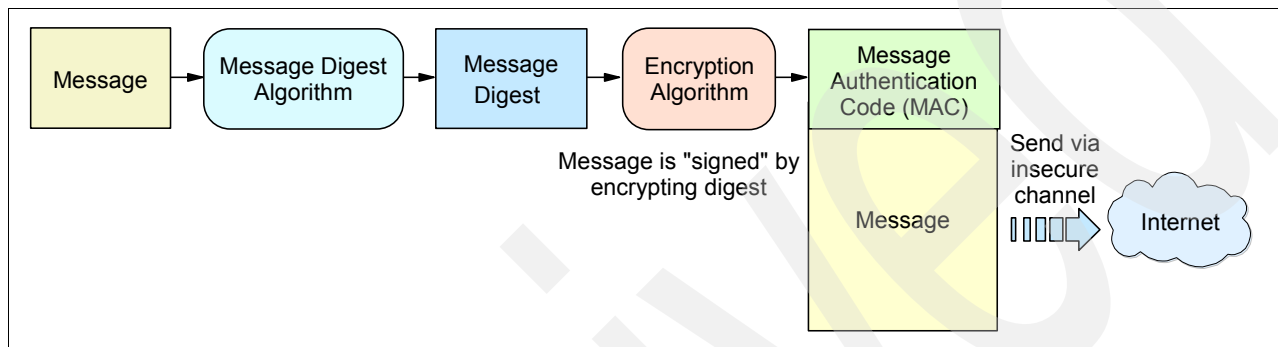 Message
Message Digest
Algorithm
Message
Digest
Encryption
Algorithm
Message
Authentication
Code (MAC)
Message is "signed" by
encrypting digest
Message
Send via
insecure
channel
Internet